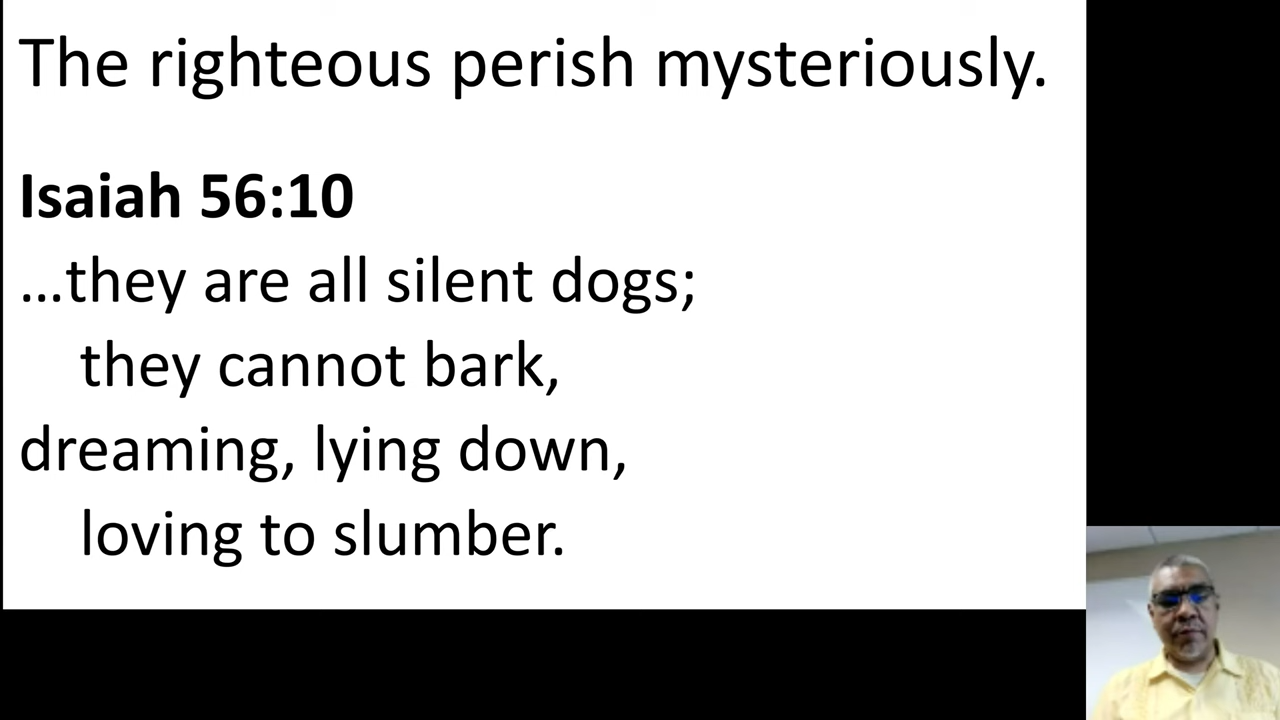 The righteous perish mysteriously.
Isaiah 56:10
…they are all silent dogs;
they cannot bark,
dreaming, lying down,
loving to slumber.